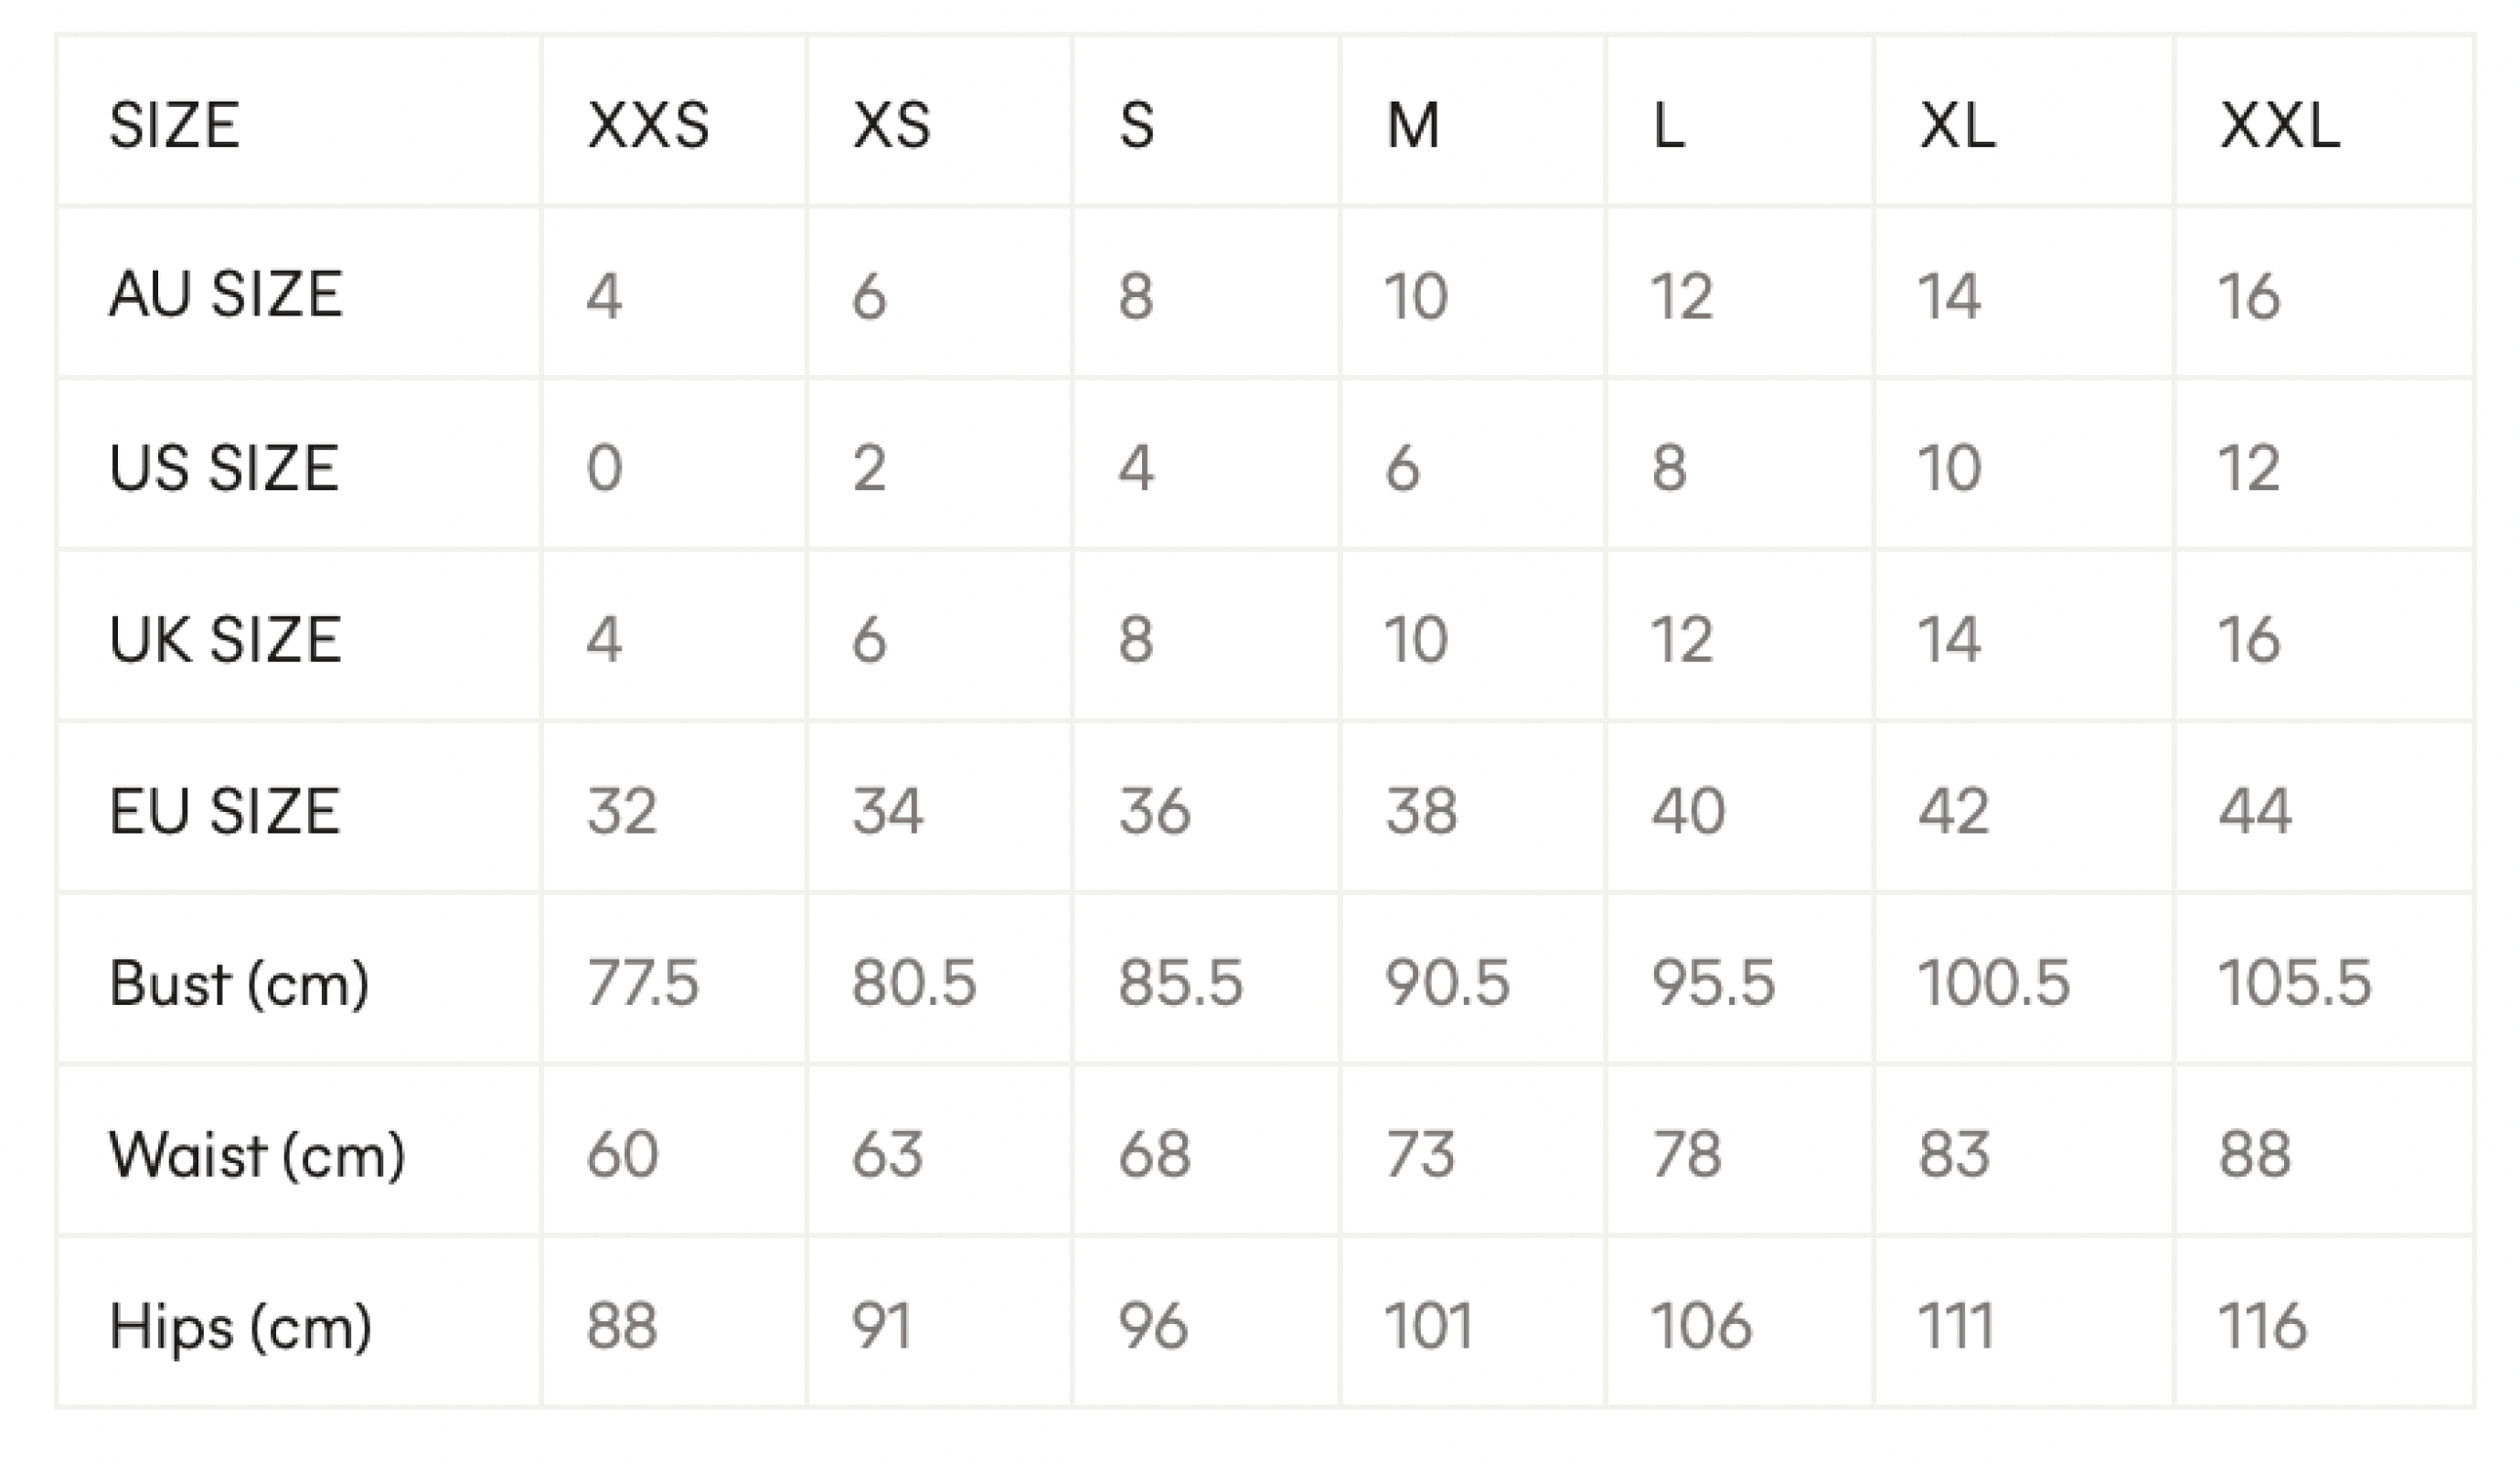 SIZE XXS XS S M L XL XXL
AU SIZE 4 6 8 10 12 14 16
US SIZE 0 2 4 6 8 10 12
UK SIZE 4 6 8 10 12 14 16
EU SIZE 32 34 36 38 40 42 44
Bust (cm) 77.5 80.5 85.5 90.5 95.5 100.5 105.5
Waist (cm) 60 63 68 73 78 83 88
Hips (cm) 88 91 96 101 106 111 116